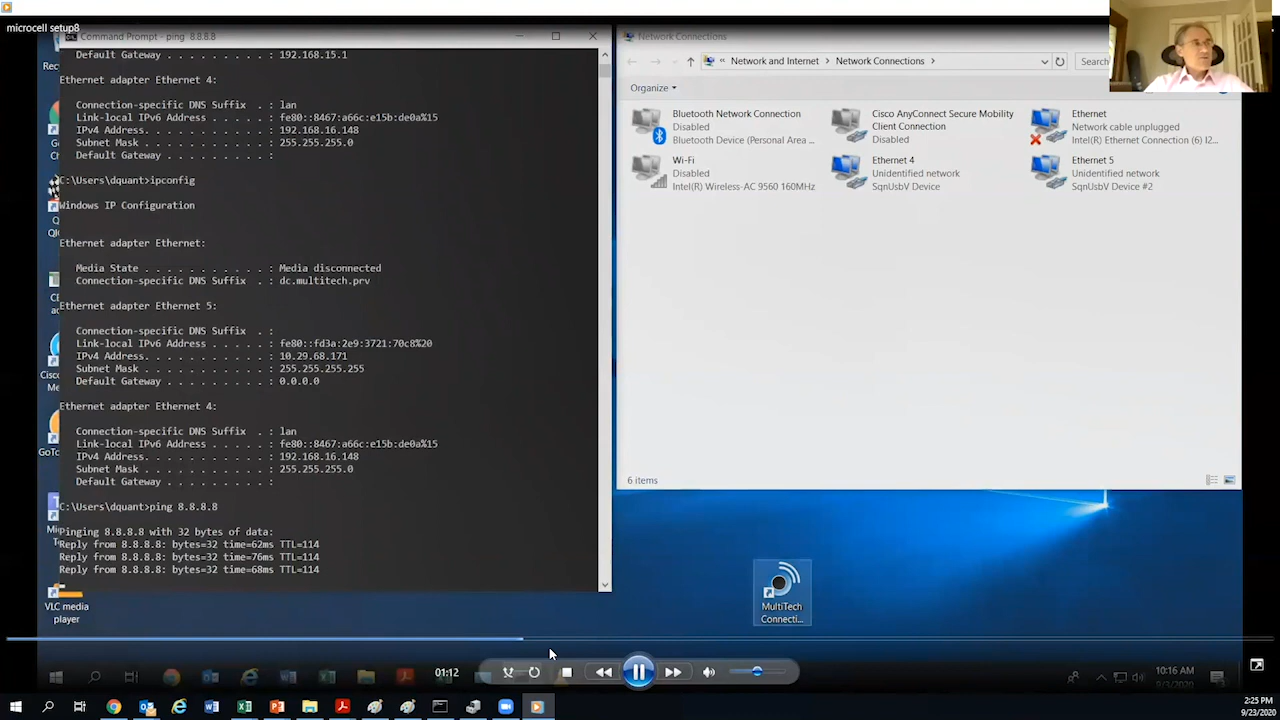 microcell setup8
Command Prompt - ping 8.8.8.8
Default Gateway . . . . . . . . . : 192.168.15.1
Ethernet adapter Ethernet 4:
Connection-specific DNS Suffix . : lan
Link-local IPv6 Address . . . . . : fe80::8467:a66c:e15b:de0a%15
IPv4 Address. . . . . . . . . . . : 192.168.16.148
Subnet Mask . . . . . . . . . . . : 255.255.255.0
Default Gateway . . . . . . . . . :
C:\Users\dquant>ipconfig
Windows IP Configuration
Ethernet adapter Ethernet:
Media State . . . . . . . . . . . : Media disconnected
Connection-specific DNS Suffix . : dc.multitech.prv
Ethernet adapter Ethernet 5:
Connection-specific DNS Suffix . :
Link-local IPv6 Address . . . . . : fe80::fd3a:2e9:3721:70c8%20
IPv4 Address. . . . . . . . . . . : 10.29.68.171
Subnet Mask . . . . . . . . . . . : 255.255.255.255
Default Gateway . . . . . . . . . : 0.0.0.0
Ethernet adapter Ethernet 4:
Connection-specific DNS Suffix . : lan
Link-local IPv6 Address . . . . . : fe80::8467:a66c:e15b:de0a%15
IPv4 Address. . . . . . . . . . . : 192.168.16.148
Subnet Mask . . . . . . . . . . . : 255.255.255.0
Default Gateway . . . . . . . . . :
C:\Users\dquant>ping 8.8.8.8
Pinging 8.8.8.8 with 32 bytes of data:
Reply from 8.8.8.8: bytes=32 time=62ms TTL=114
Reply from 8.8.8.8: bytes=32 time=76ms TTL=114
Reply from 8.8.8.8: bytes=32 time=68ms TTL=114
Network Connections
« Network and Internet > Network Connections >
Search
Organize
Bluetooth Network Connection
Disabled
Bluetooth Device (Personal Area ...
Cisco AnyConnect Secure Mobility
Client Connection
Disabled
Ethernet
Network cable unplugged
Intel(R) Ethernet Connection (6) I2...
Wi-Fi
Disabled
Intel(R) Wireless-AC 9560 160MHz
Ethernet 4
Unidentified network
SqnUsbV Device
Ethernet 5
Unidentified network
SqnUsbV Device #2
6 items
VLC media
player
MultiTech
Connecti...
01:12
10:16 AM
9/3/2020
2:25 PM
9/23/2020